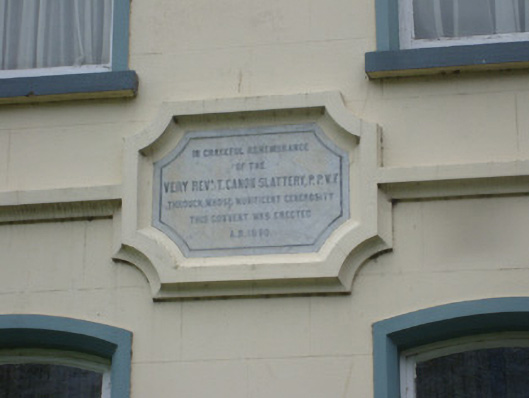 IN GRATEFUL REMEMBRANCE
OF THE
VERY REVD T. CANON SLATTERY, P.P. V.F.
THROUGH WHOSE MUNIFICENT GENEROSITY
THIS CONVENT WAS ERECTED
A.D.